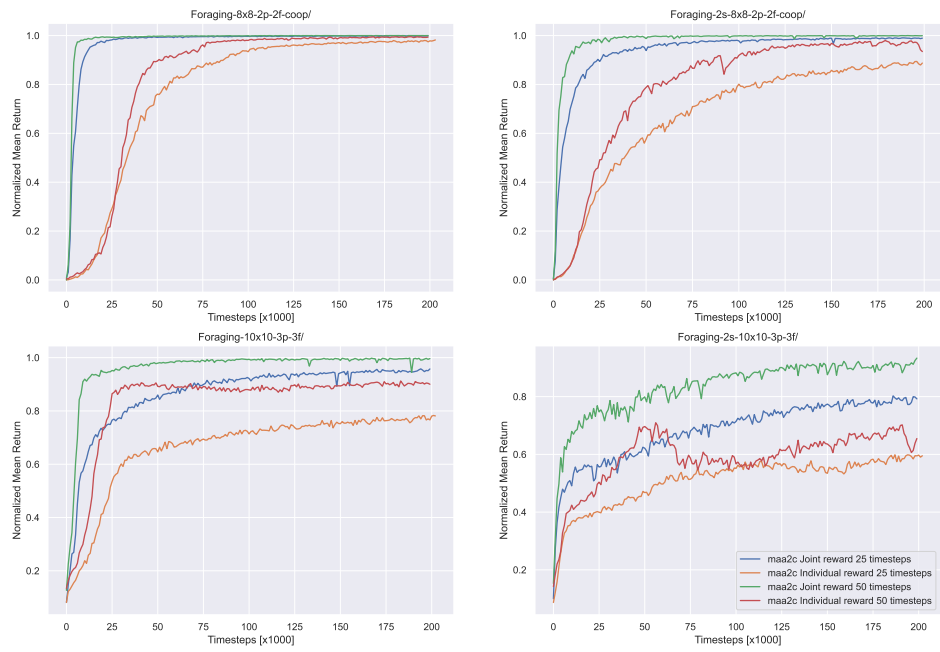 Foraging-8x8-2p-2f-coop/
Normalized Mean Return
1.0
0.8
0.6
0.4
0.2
0.0
0 25 50 75 100 125 150 175 200
Timesteps [x1000]
Foraging-2s-8x8-2p-2f-coop/
Normalized Mean Return
1.0
0.8
0.6
0.4
0.2
0.0
0 25 50 75 100 125 150 175 200
Timesteps [x1000]
Foraging-10x10-3p-3f/
Normalized Mean Return
1.0
0.8
0.6
0.4
0.2
0 25 50 75 100 125 150 175 200
Timesteps [x1000]
Foraging-2s-10x10-3p-3f/
Normalized Mean Return
0.8
0.6
0.4
0.2
maa2c Joint reward 25 timesteps
maa2c Individual reward 25 timesteps
maa2c Joint reward 50 timesteps
maa2c Individual reward 50 timesteps
0 25 50 75 100 125 150 175 200
Timesteps [x1000]